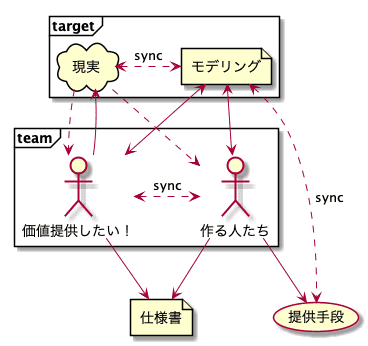 target
現実
sync
モデリング
team
sync
sync
価値提供したい！
作る人たち
仕様書
提供手段